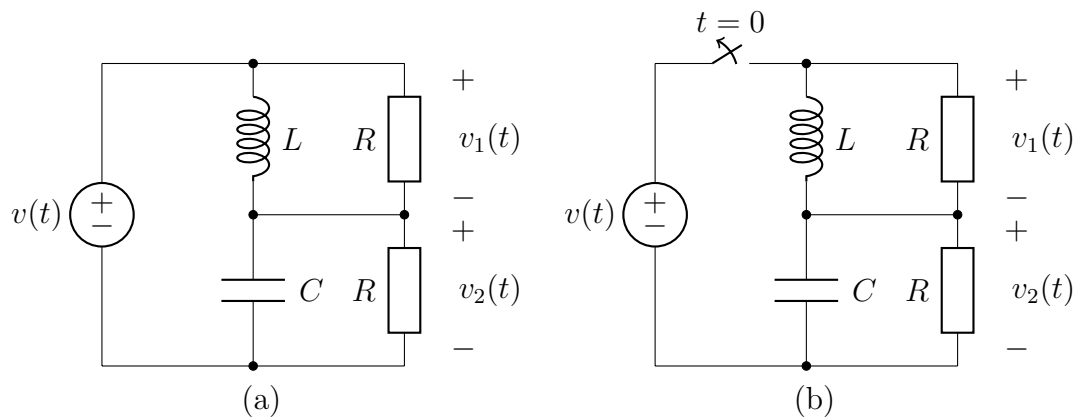 t = 0
+
+
L
R
v₁(t)
L
R
v₁(t)
−
−
v(t)
+
−
v(t)
+
−
+
+
C
R
v₂(t)
C
R
v₂(t)
−
−
(a)
(b)